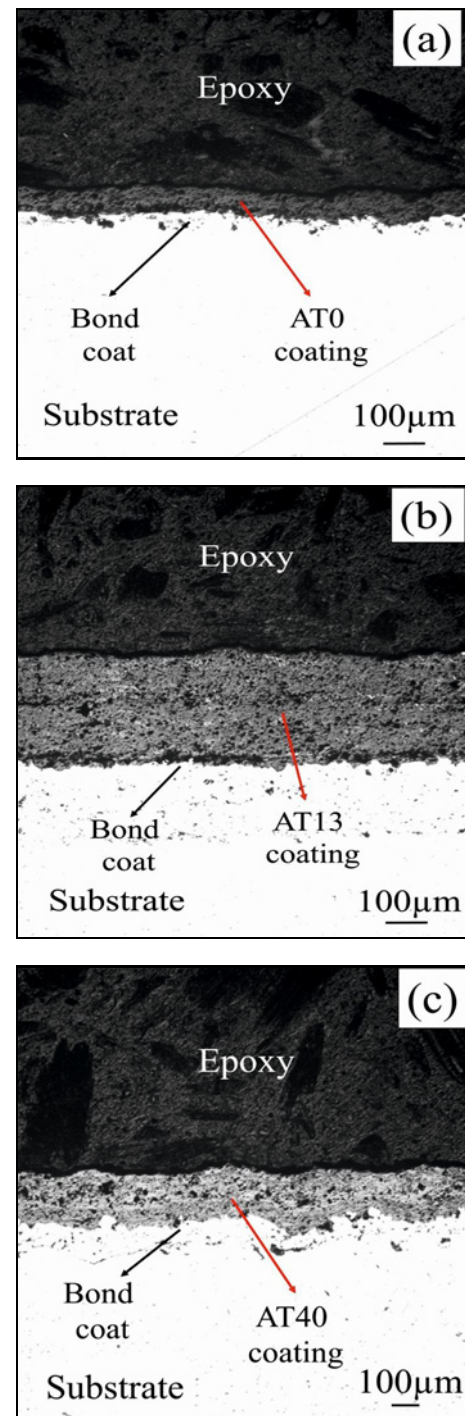 (a)
Epoxy
Bond
coat
AT0
coating
Substrate
100μm
(b)
Epoxy
Bond
coat
AT13
coating
Substrate
100μm
(c)
Epoxy
Bond
coat
AT40
coating
Substrate
100μm